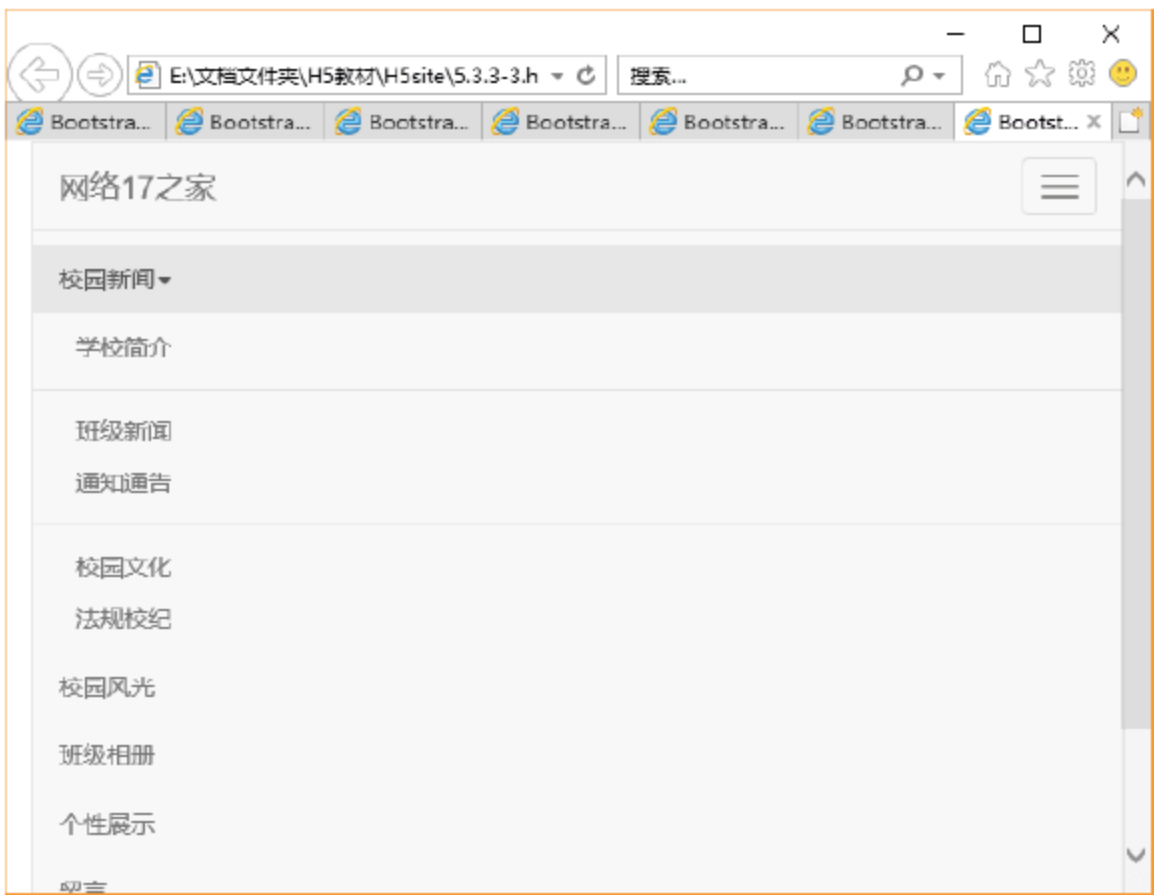 E:\文档文件夹\H5教材\H5site\5.3.3-3.h
搜索...
Bootstra... Bootstra... Bootstra... Bootstra... Bootstra... Bootstra... Bootst...
网络17之家
校园新闻
学校简介
班级新闻
通知通告
校园文化
法规校纪
校园风光
班级相册
个性展示
留言